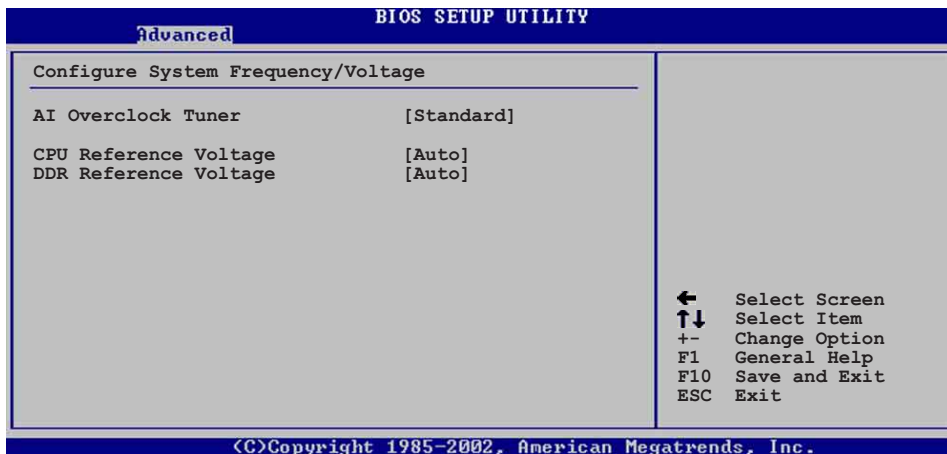 BIOS SETUP UTILITY
Advanced
Configure System Frequency/Voltage
AI Overclock Tuner [Standard]
CPU Reference Voltage [Auto]
DDR Reference Voltage [Auto]
← Select Screen
↑↓ Select Item
+- Change Option
F1 General Help
F10 Save and Exit
ESC Exit
(C)Copyright 1985-2002, American Megatrends, Inc.